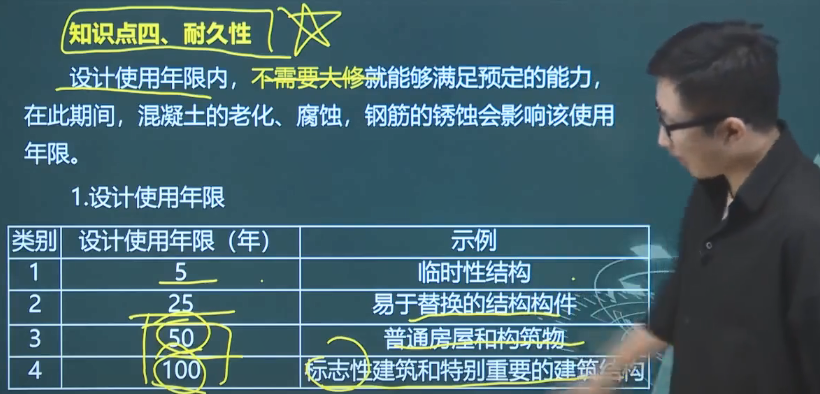 知识点四、耐久性
设计使用年限内，不需要大修就能够满足预定的能力，
在此期间，混凝土的老化、腐蚀，钢筋的锈蚀会影响该使用
年限。
1.设计使用年限
类别 设计使用年限（年） 示例
1 5 临时性结构
2 25 易于替换的结构构件
3 50 普通房屋和构筑物
4 100 标志性建筑和特别重要的建筑结构